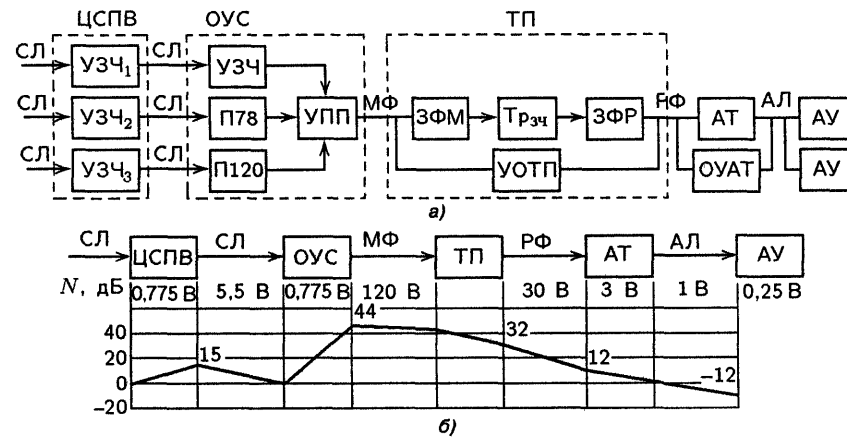 ЦСПВ ОУС ТП
СЛ УЗЧ₁ СЛ УЗЧ МФ РФ АЛ
СЛ УЗЧ₂ СЛ П78 УПП ЗФМ Трзч ЗФР АТ АУ
СЛ УЗЧ₃ СЛ П120 УОТП ОУАТ АУ
а)
СЛ ЦСПВ СЛ ОУС МФ ТП РФ АТ АЛ АУ
N, дБ 0,775 В 5,5 В 0,775 В 120 В 30 В 3 В 1 В 0,25 В
44
40 32
20 15 12
0 –12
–20
б)